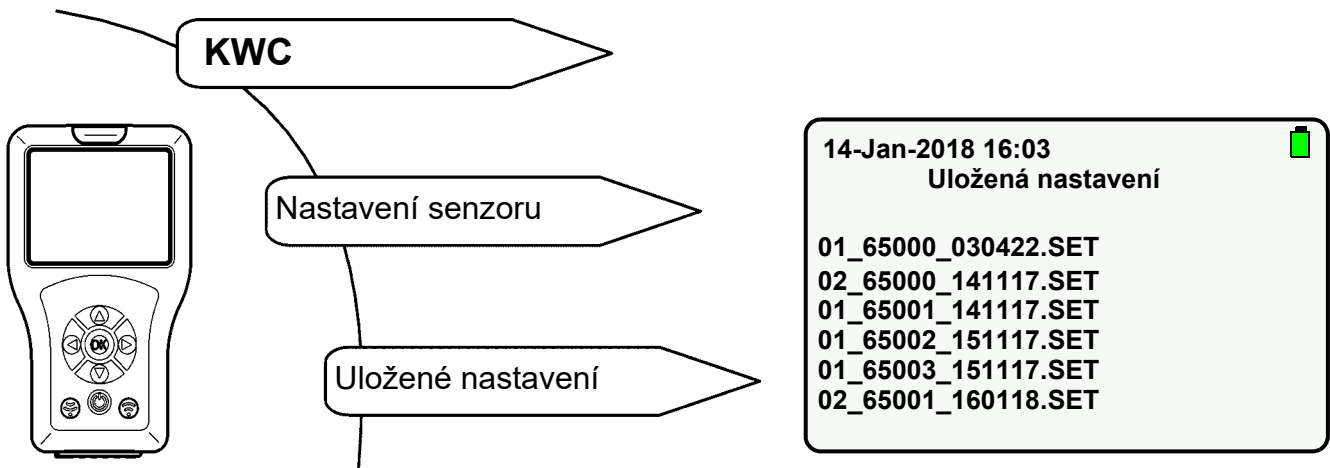 KWC
Nastavení senzoru
Uložené nastavení
OK
14-Jan-2018 16:03
Uložená nastavení
01_65000_030422.SET
02_65000_141117.SET
01_65001_141117.SET
01_65002_151117.SET
01_65003_151117.SET
02_65001_160118.SET